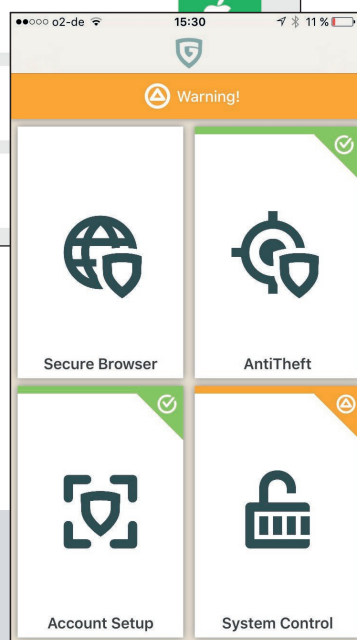 o2-de 15:30 11 %
Warning!
Secure Browser AntiTheft
Account Setup System Control